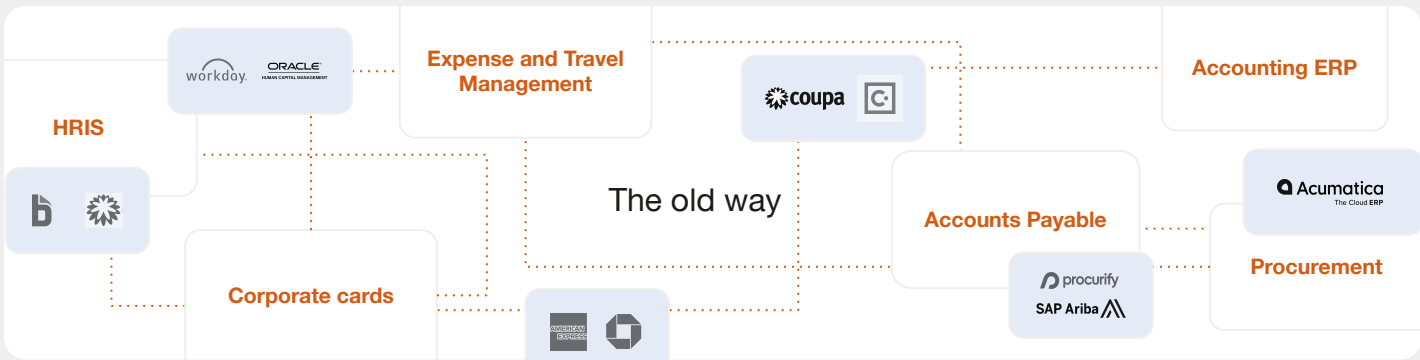 workday.
ORACLE
HUMAN CAPITAL MANAGEMENT
Expense and Travel
Management
Accounting ERP
coupa
HRIS
The old way
Acumatica
The Cloud ERP
Accounts Payable
Procurement
procurify
SAP Ariba
Corporate cards
AMERICAN
EXPRESS